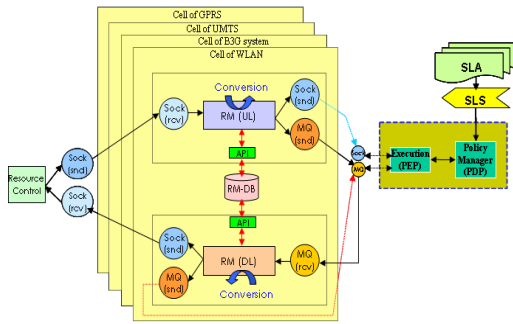 Cell of GPRS
Cell of UMTS
Cell of B3G system
Cell of WLAN
SLA
SLS
Conversion
Sock
(snd)
Sock
(rcv)
RM (UL)
MQ
(snd)
API
RM-DB
API
Sock
(snd)
Sock
(rcv)
Resource
Control
Sock
MQ
Execution
(PEP)
Policy
Manager
(PDP)
Sock
(snd)
RM (DL)
MQ
(rcv)
MQ
(snd)
Conversion